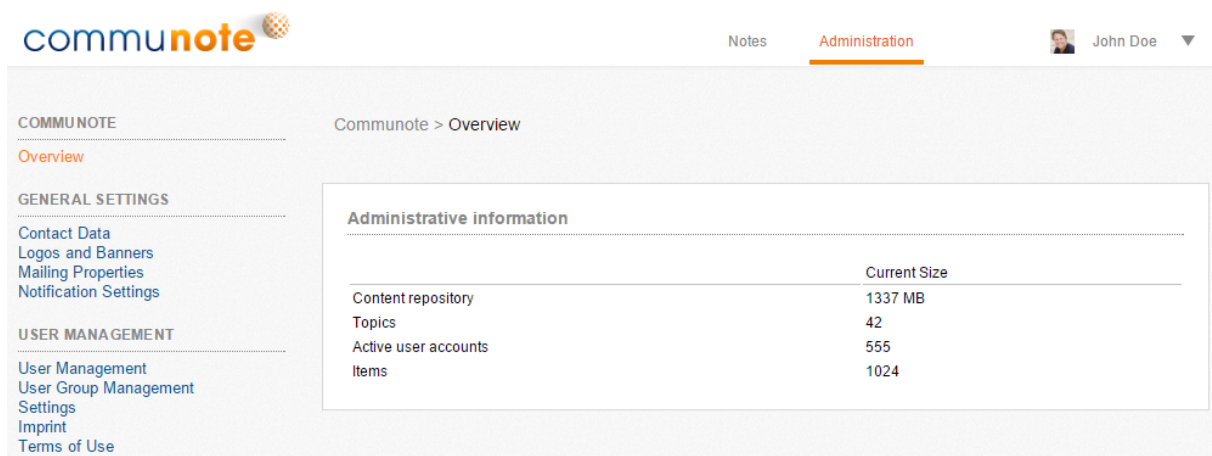 communote
Notes Administration John Doe ▼
COMMUNOTE
Overview
GENERAL SETTINGS
Contact Data
Logos and Banners
Mailing Properties
Notification Settings
USER MANAGEMENT
User Management
User Group Management
Settings
Imprint
Terms of Use
Communote > Overview
Administrative information
Current Size
Content repository 1337 MB
Topics 42
Active user accounts 555
Items 1024